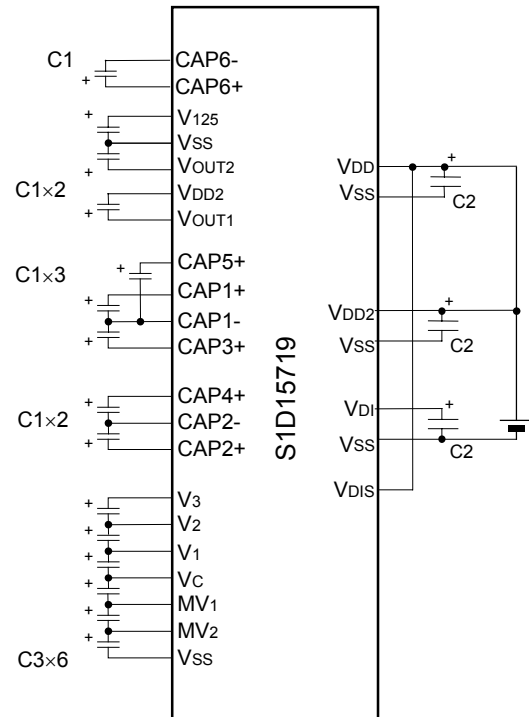 C1
+
CAP6-
CAP6+
+
V125
VSS
+
VOUT2
C1×2
VDD2
+
VOUT1
C1×3
+
CAP5+
CAP1+
+
CAP1-
+
CAP3+
C1×2
+
CAP4+
CAP2-
+
CAP2+
+
V3
+
V2
+
V1
+
VC
+
MV1
+
MV2
C3×6
VSS
S1D15719
VDD
+
VSS
C2
VDD2
+
VSS
C2
VDI
+
VSS
C2
VDIS